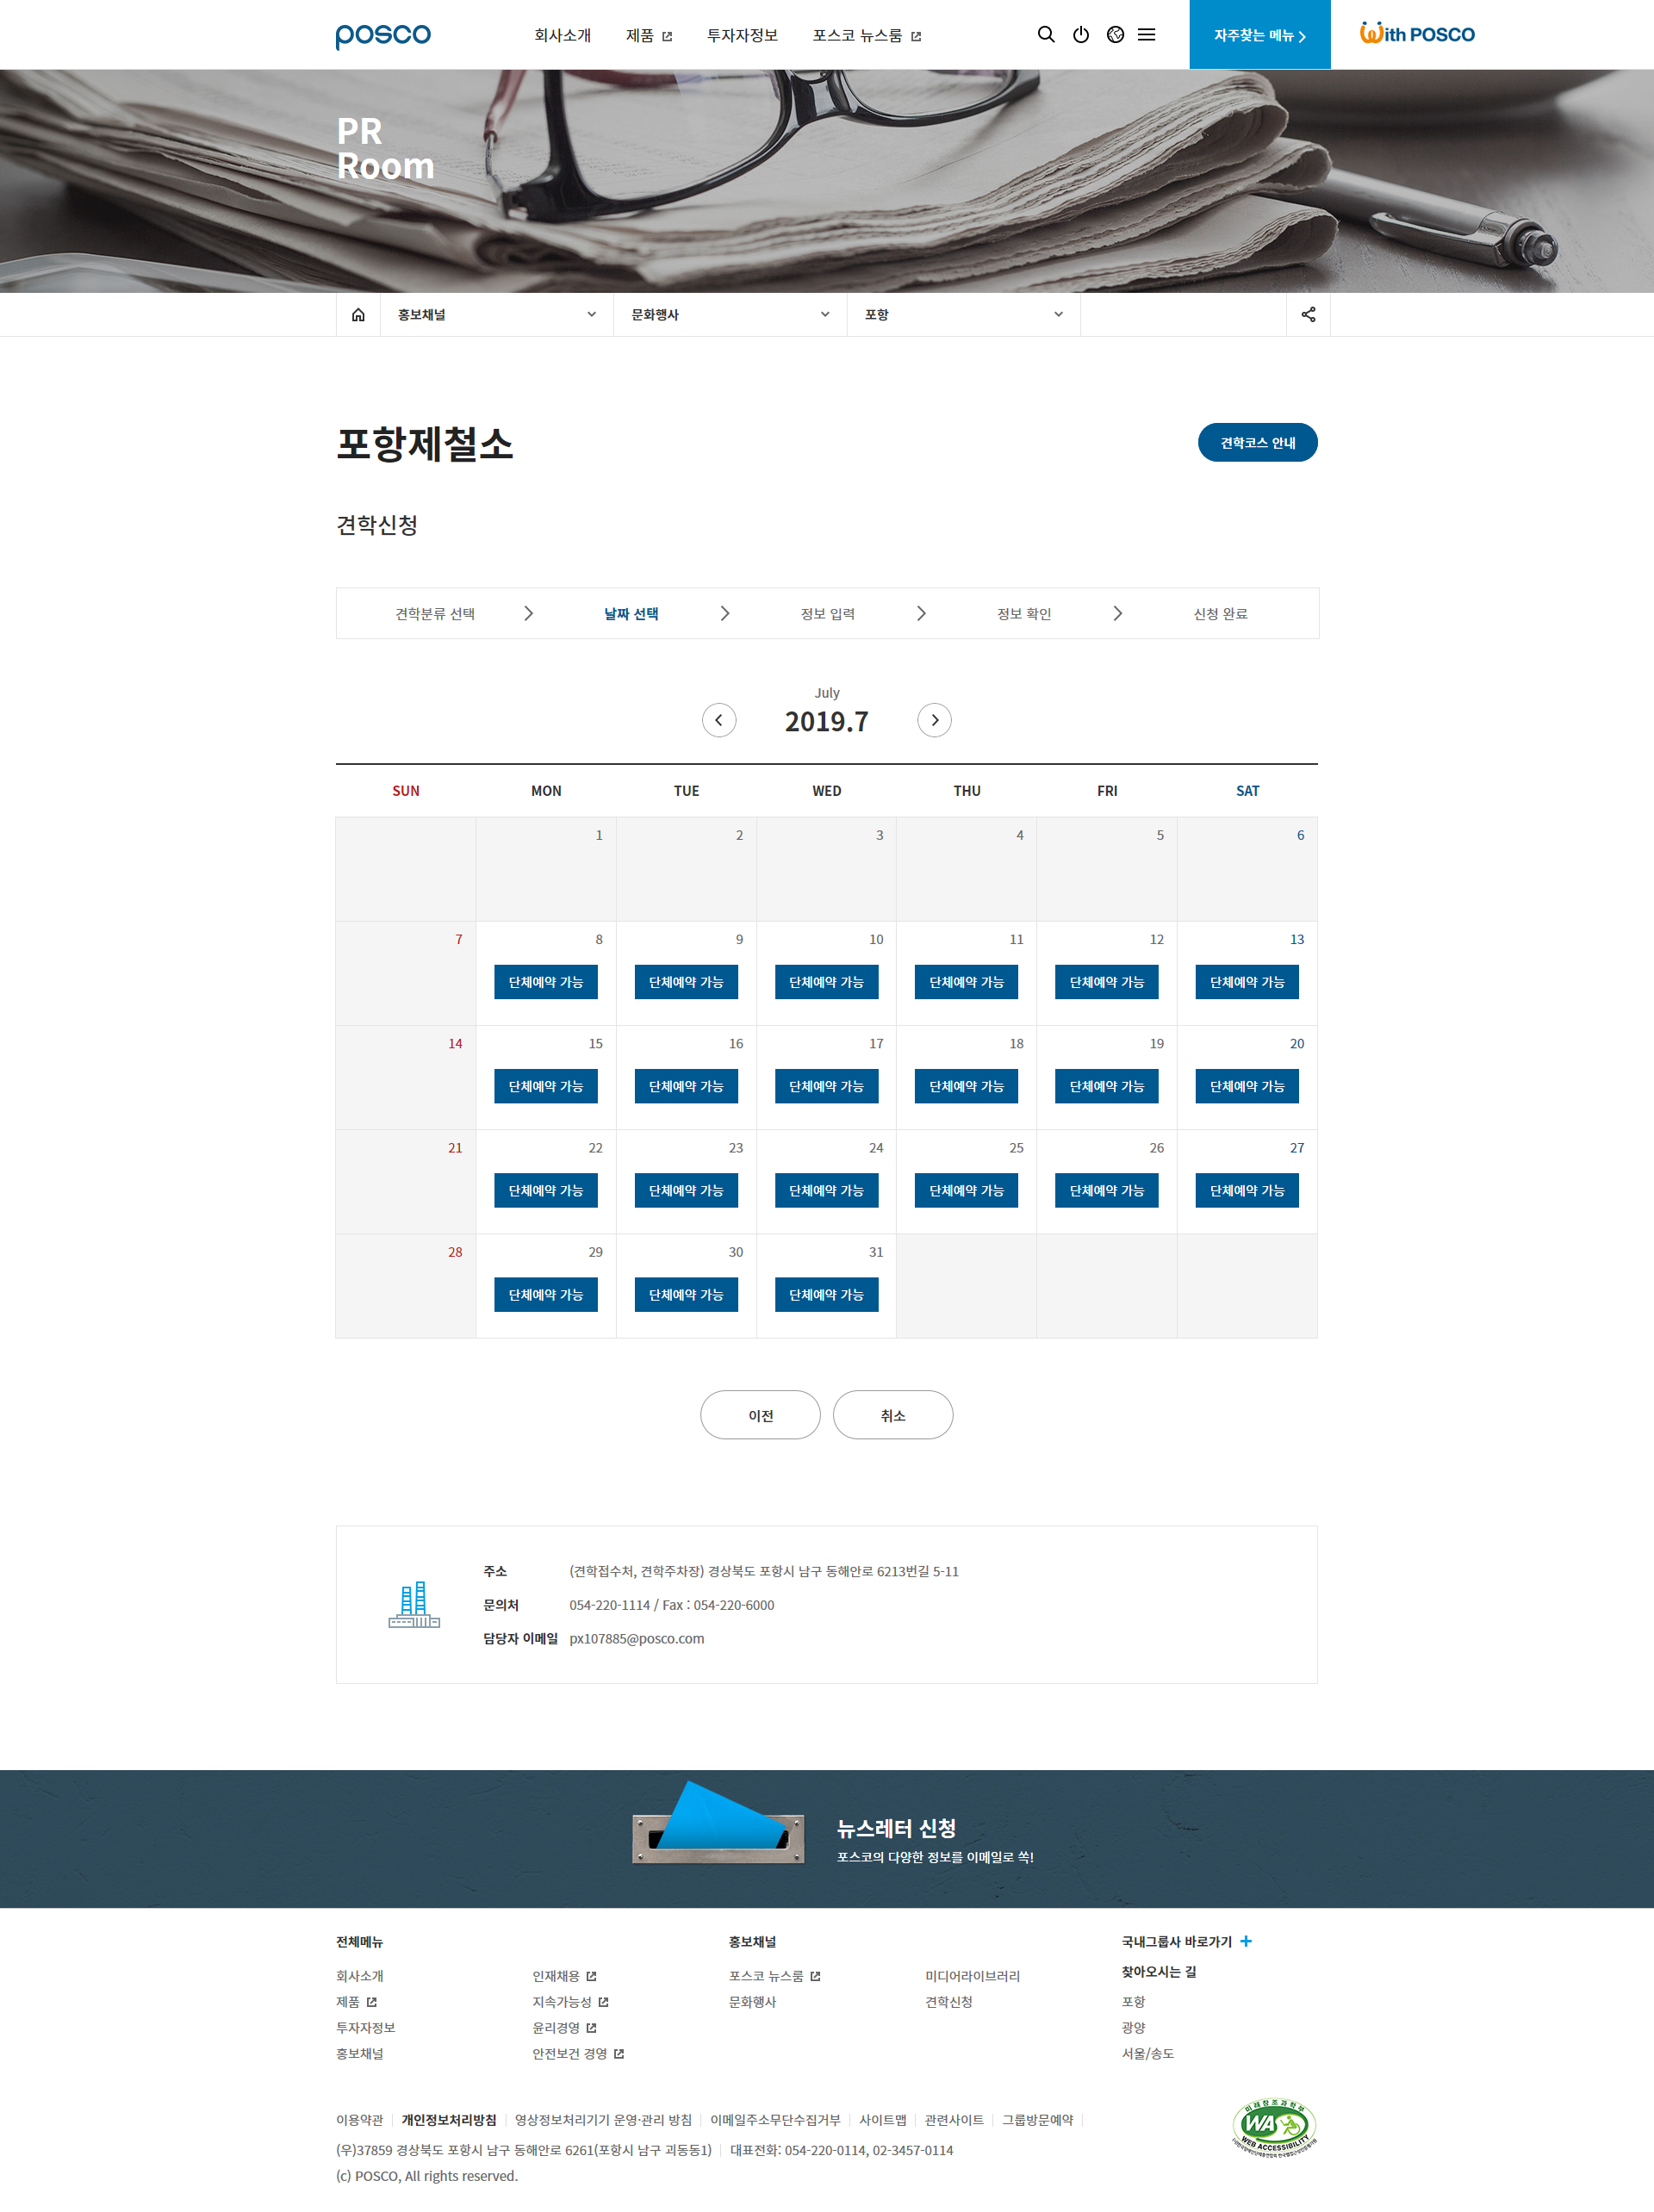 posco
회사소개 제품 투자자정보 포스코 뉴스룸 자주찾는 메뉴 With POSCO
PR
Room
홍보채널 문화행사 포항
포항제철소
견학코스 안내
견학신청
견학분류 선택 날짜 선택 정보 입력 정보 확인 신청 완료
July
2019.7
SUN MON TUE WED THU FRI SAT
1 2 3 4 5 6
7 8 9 10 11 12 13
단체예약 가능 단체예약 가능 단체예약 가능 단체예약 가능 단체예약 가능 단체예약 가능
14 15 16 17 18 19 20
단체예약 가능 단체예약 가능 단체예약 가능 단체예약 가능 단체예약 가능 단체예약 가능
21 22 23 24 25 26 27
단체예약 가능 단체예약 가능 단체예약 가능 단체예약 가능 단체예약 가능 단체예약 가능
28 29 30 31
단체예약 가능 단체예약 가능 단체예약 가능
이전 취소
주소 (견학접수처, 견학주차장) 경상북도 포항시 남구 동해안로 6213번길 5-11
문의처 054-220-1114 / Fax : 054-220-6000
담당자 이메일 px107885@posco.com
뉴스레터 신청
포스코의 다양한 정보를 이메일로 쏙!
전체메뉴 홍보채널 국내그룹사 바로가기
찾아오시는 길
회사소개 인재채용 포스코 뉴스룸 미디어라이브러리
제품 지속가능성 문화행사 견학신청 포항
투자자정보 윤리경영 광양
홍보채널 안전보건 경영 서울/송도
이용약관 개인정보처리방침 영상정보처리기기 운영·관리 방침 이메일주소무단수집거부 사이트맵 관련사이트 그룹방문예약
(우)37859 경상북도 포항시 남구 동해안로 6261(포항시 남구 괴동동1) 대표전화: 054-220-0114, 02-3457-0114
(c) POSCO, All rights reserved.
미래창조과학부
WA
WEB ACCESSIBILITY